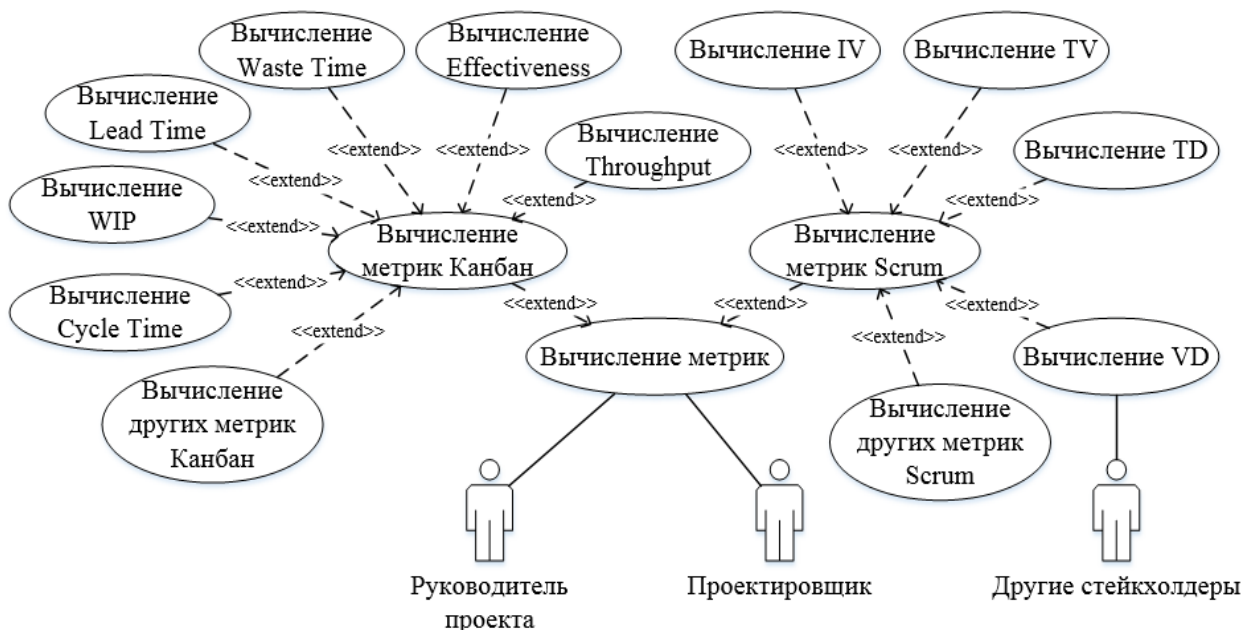 Вычисление
Waste Time
Вычисление
Effectiveness
Вычисление IV
Вычисление TV
Вычисление
Lead Time
Вычисление
Throughput
Вычисление TD
<<extend>>
<<extend>>
<<extend>>
<<extend>>
<<extend>>
<<extend>>
<<extend>>
Вычисление
WIP
<<extend>>
Вычисление
метрик Канбан
Вычисление
метрик Scrum
<<extend>>
Вычисление
Cycle Time
<<extend>>
<<extend>>
<<extend>>
<<extend>>
<<extend>>
<<extend>>
Вычисление метрик
Вычисление VD
Вычисление
других метрик
Канбан
Вычисление
других метрик
Scrum
Руководитель
проекта
Проектировщик
Другие стейкхолдеры